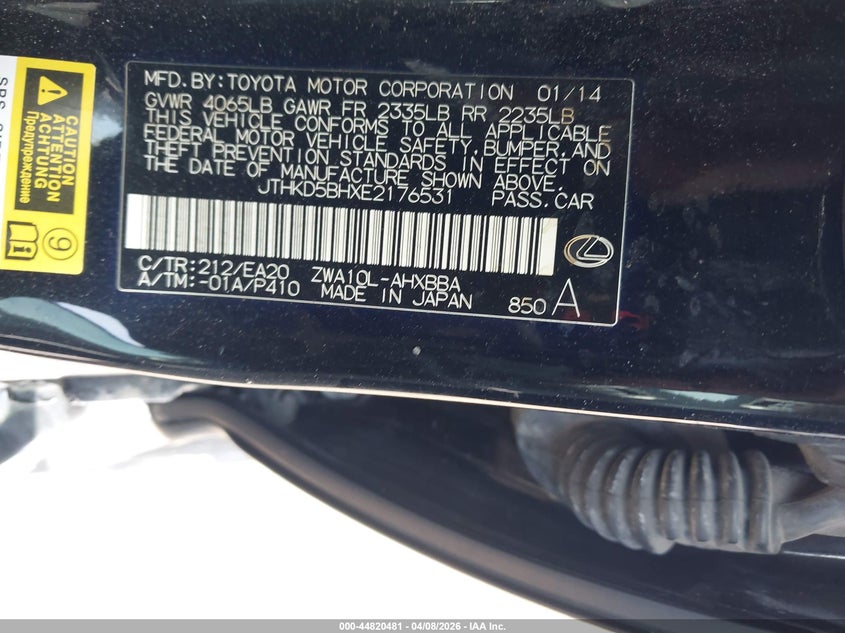 MFD.BY:TOYOTA MOTOR CORPORATION 01/14
GVWR 4065LB GAWR FR 2335LB RR 2235LB
THIS VEHICLE CONFORMS TO ALL APPLICABLE
FEDERAL MOTOR VEHICLE SAFETY, BUMPER, AND
THEFT PREVENTION STANDARDS IN EFFECT ON
THE DATE OF MANUFACTURE SHOWN ABOVE.
JTHKD5BHXE2176531 PASS.CAR
C/TR:212/EA20 ZWA10L-AHXBBA
A/TM:-01A/P410 MADE IN JAPAN 850 A
CAUTION
ATTENTION
ACHTUNG
Предупреждение
9
000-44820481 - 04/08/2026 - IAA Inc.